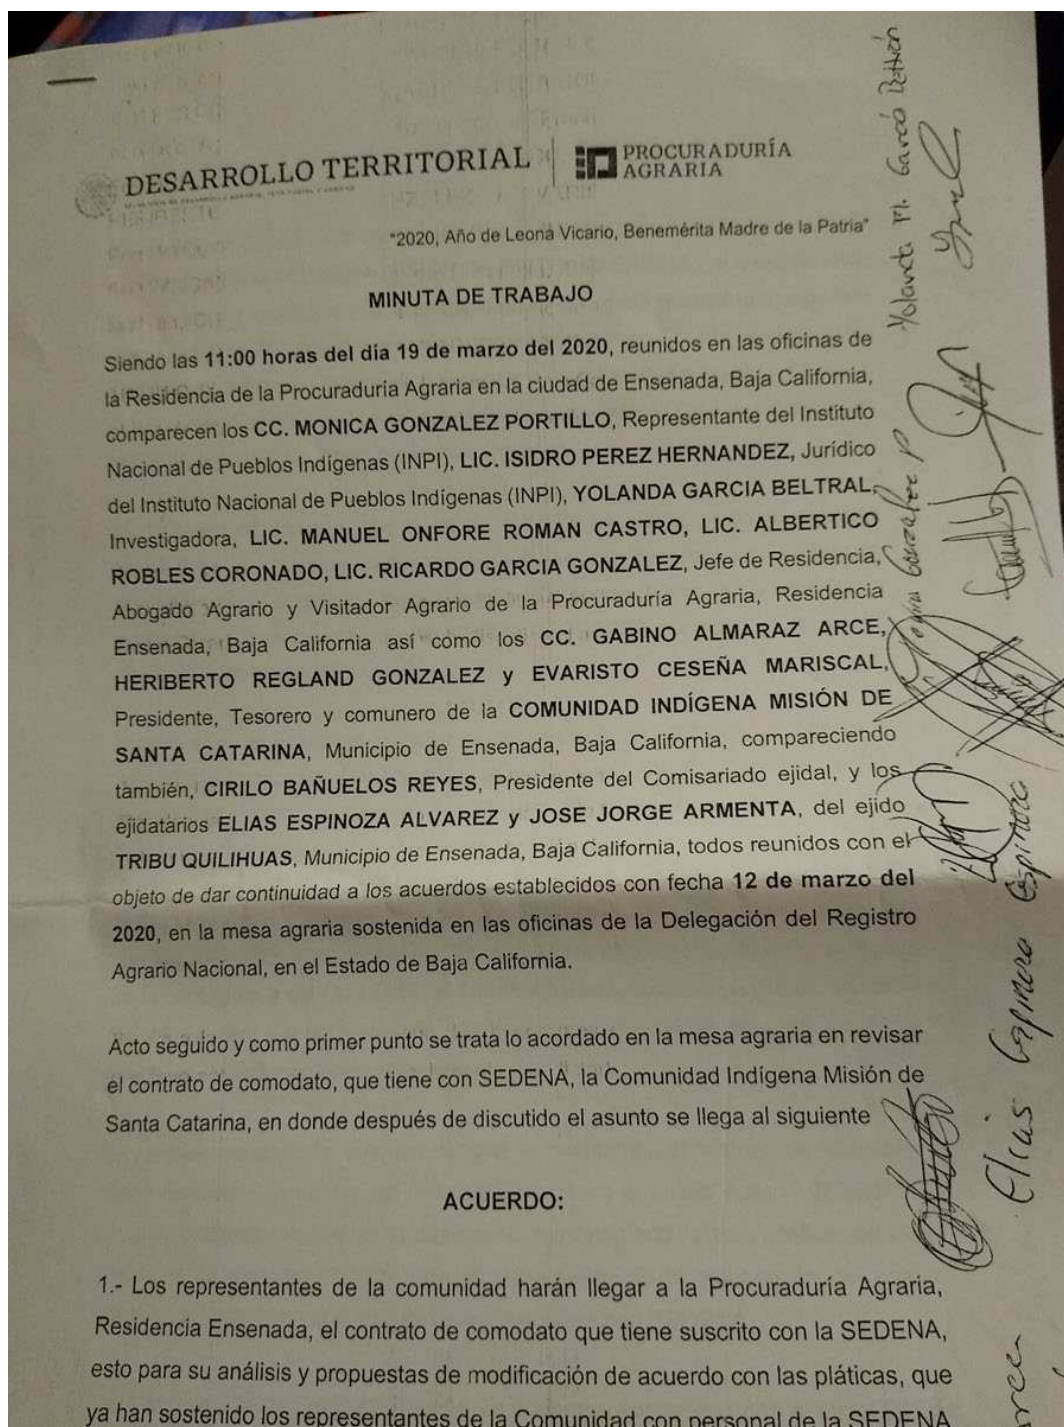 DESARROLLO TERRITORIAL
PROCURADURÍA
AGRARIA
"2020, Año de Leona Vicario, Benemérita Madre de la Patria"
MINUTA DE TRABAJO
Siendo las 11:00 horas del día 19 de marzo del 2020, reunidos en las oficinas de
la Residencia de la Procuraduría Agraria en la ciudad de Ensenada, Baja California,
comparecen los CC. MONICA GONZALEZ PORTILLO, Representante del Instituto
Nacional de Pueblos Indígenas (INPI), LIC. ISIDRO PEREZ HERNANDEZ, Jurídico
del Instituto Nacional de Pueblos Indígenas (INPI), YOLANDA GARCIA BELTRAL,
Investigadora, LIC. MANUEL ONFORE ROMAN CASTRO, LIC. ALBERTICO
ROBLES CORONADO, LIC. RICARDO GARCIA GONZALEZ, Jefe de Residencia,
Abogado Agrario y Visitador Agrario de la Procuraduría Agraria, Residencia
Ensenada, Baja California así como los CC. GABINO ALMARAZ ARCE,
HERIBERTO REGLAND GONZALEZ y EVARISTO CESEÑA MARISCAL,
Presidente, Tesorero y comunero de la COMUNIDAD INDÍGENA MISIÓN DE
SANTA CATARINA, Municipio de Ensenada, Baja California, compareciendo
también, CIRILO BAÑUELOS REYES, Presidente del Comisariado ejidal, y los
ejidatarios ELIAS ESPINOZA ALVAREZ y JOSE JORGE ARMENTA, del ejido
TRIBU QUILIHUAS, Municipio de Ensenada, Baja California, todos reunidos con el
objeto de dar continuidad a los acuerdos establecidos con fecha 12 de marzo del
2020, en la mesa agraria sostenida en las oficinas de la Delegación del Registro
Agrario Nacional, en el Estado de Baja California.
Acto seguido y como primer punto se trata lo acordado en la mesa agraria en revisar
el contrato de comodato, que tiene con SEDENA, la Comunidad Indígena Misión de
Santa Catarina, en donde después de discutido el asunto se llega al siguiente
ACUERDO:
1.- Los representantes de la comunidad harán llegar a la Procuraduría Agraria,
Residencia Ensenada, el contrato de comodato que tiene suscrito con la SEDENA,
esto para su análisis y propuestas de modificación de acuerdo con las pláticas, que
ya han sostenido los representantes de la Comunidad con personal de la SEDENA
Yolanda M. García
Elias Espinoza